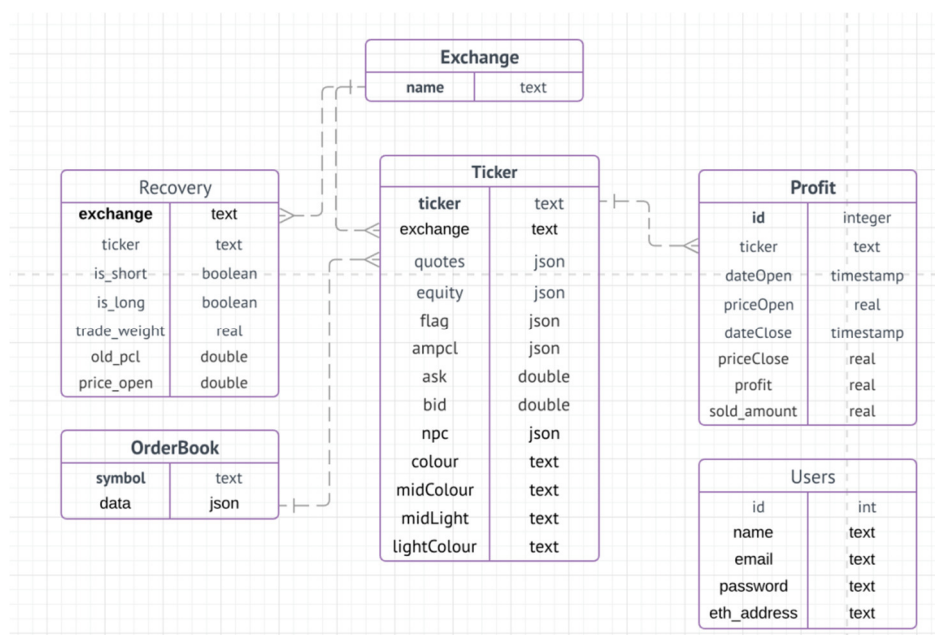 Exchange
name text
Recovery
exchange text
ticker text
is_short boolean
is_long boolean
trade_weight real
old_pcl double
price_open double
OrderBook
symbol text
data json
Ticker
ticker text
exchange text
quotes json
equity json
flag json
ampcl json
ask double
bid double
npc json
colour text
midColour text
midLight text
lightColour text
Profit
id integer
ticker text
dateOpen timestamp
priceOpen real
dateClose timestamp
priceClose real
profit real
sold_amount real
Users
id int
name text
email text
password text
eth_address text